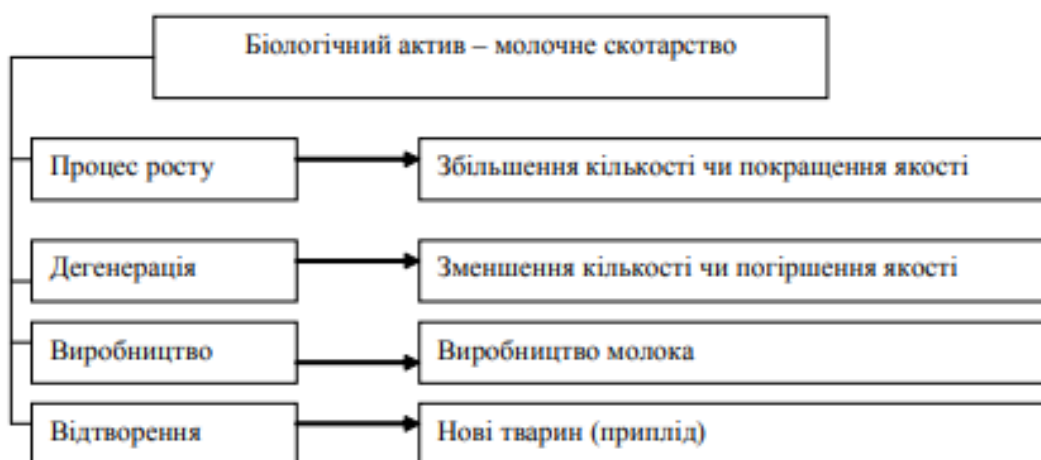 Біологічний актив – молочне скотарство
Процес росту
Збільшення кількості чи покращення якості
Дегенерація
Зменшення кількості чи погіршення якості
Виробництво
Виробництво молока
Відтворення
Нові тварин (приплід)